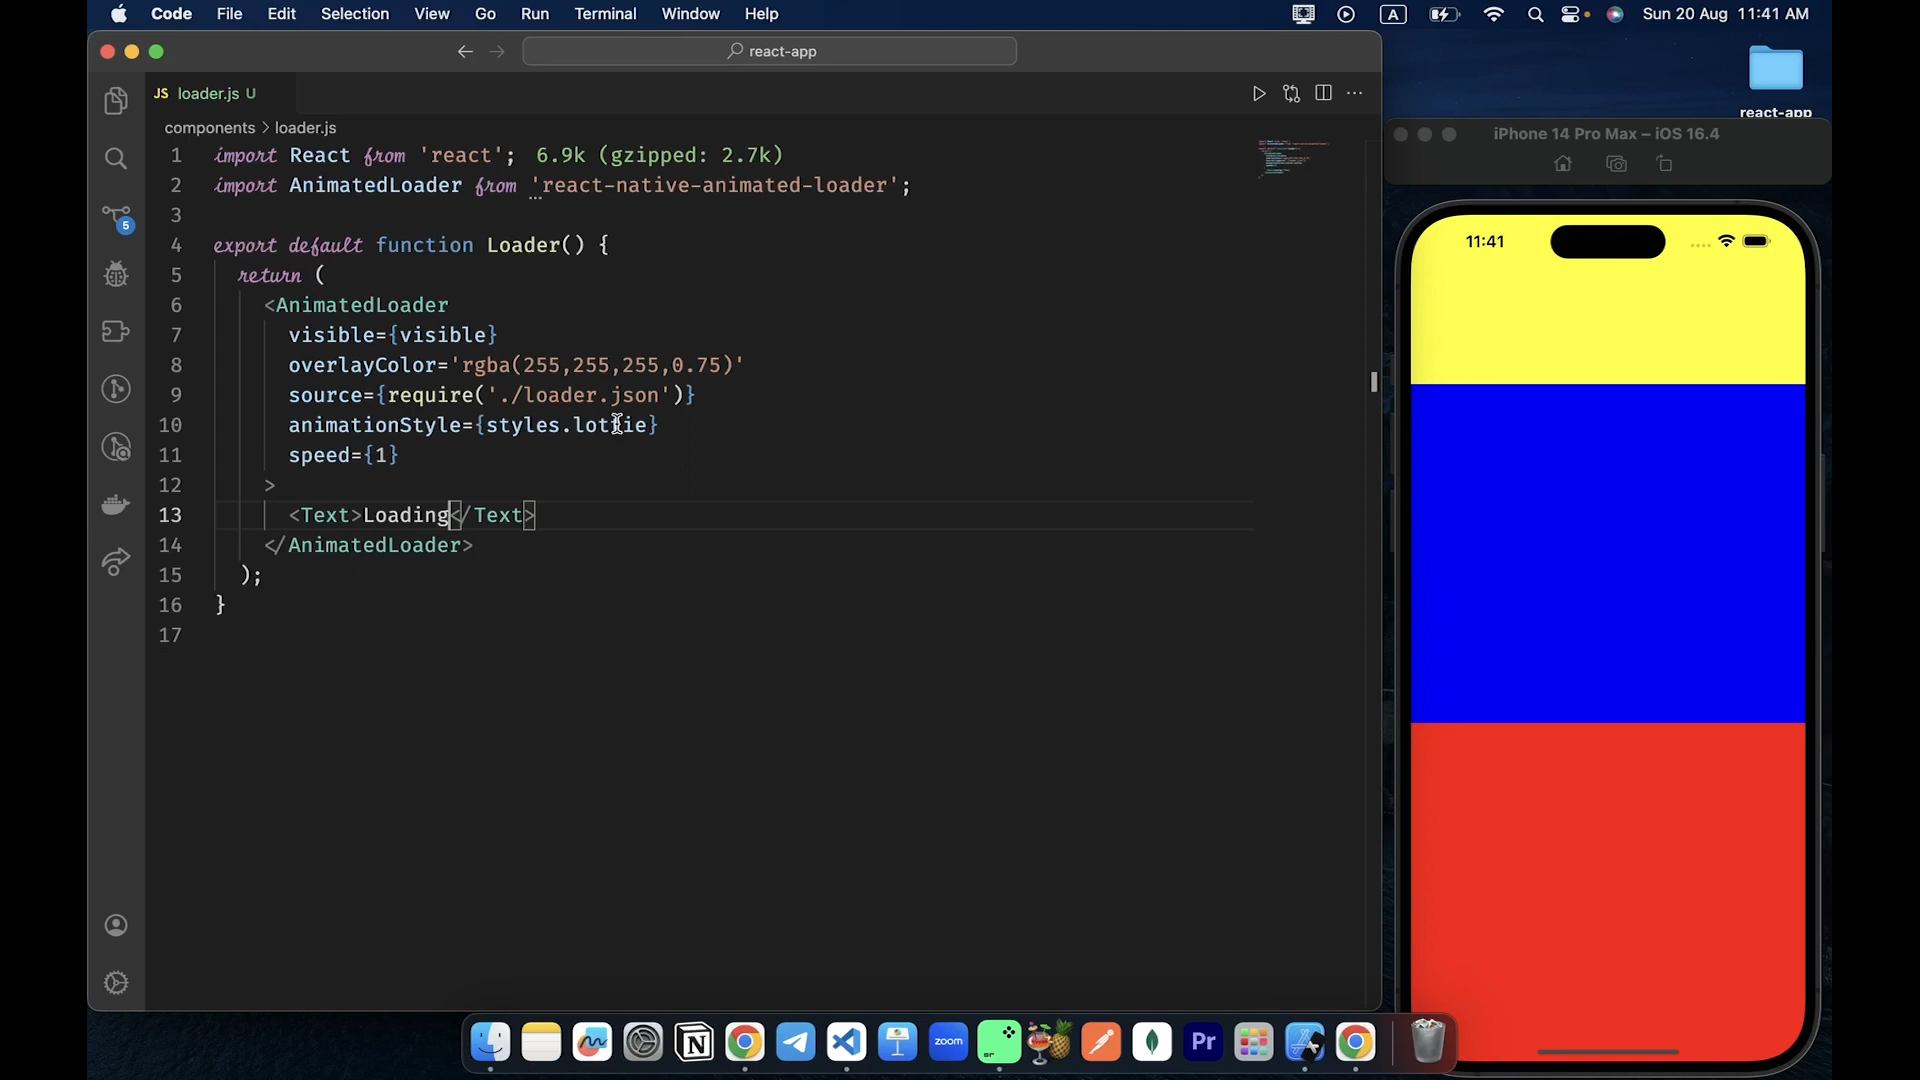 Code File Edit Selection View Go Run Terminal Window Help
A Sun 20 Aug 11:41 AM
react-app
react-app
JS loader.js U
components > loader.js
iPhone 14 Pro Max – iOS 16.4
11:41
1 import React from 'react'; 6.9k (gzipped: 2.7k)
2 import AnimatedLoader from 'react-native-animated-loader';
3
4 export default function Loader() {
5 return (
6 <AnimatedLoader
7 visible={visible}
8 overlayColor='rgba(255,255,255,0.75)'
9 source={require('./loader.json')}
10 animationStyle={styles.lottie}
11 speed={1}
12 >
13 <Text>Loading</Text>
14 </AnimatedLoader>
15 );
16 }
17
5
zoom
sr
Pr